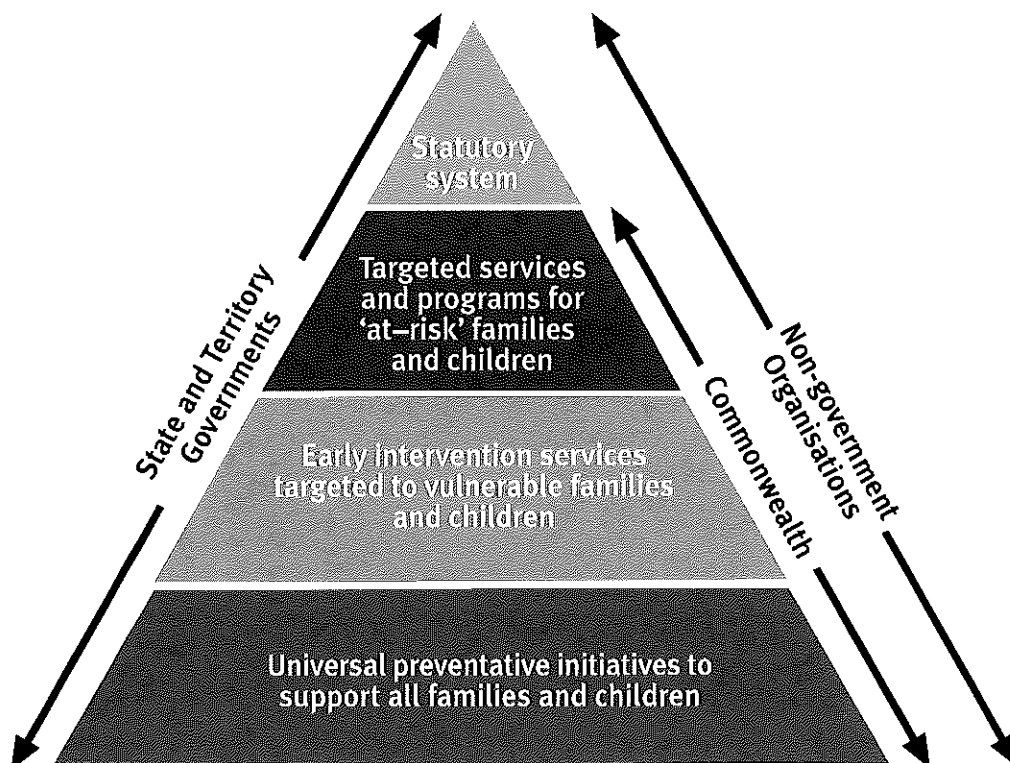 Statutory
system
Targeted services
and programs for
‘at–risk’ families
and children
Early intervention services
targeted to vulnerable families
and children
Universal preventative initiatives to
support all families and children
State and Territory
Governments
Commonwealth
Non-government
Organisations